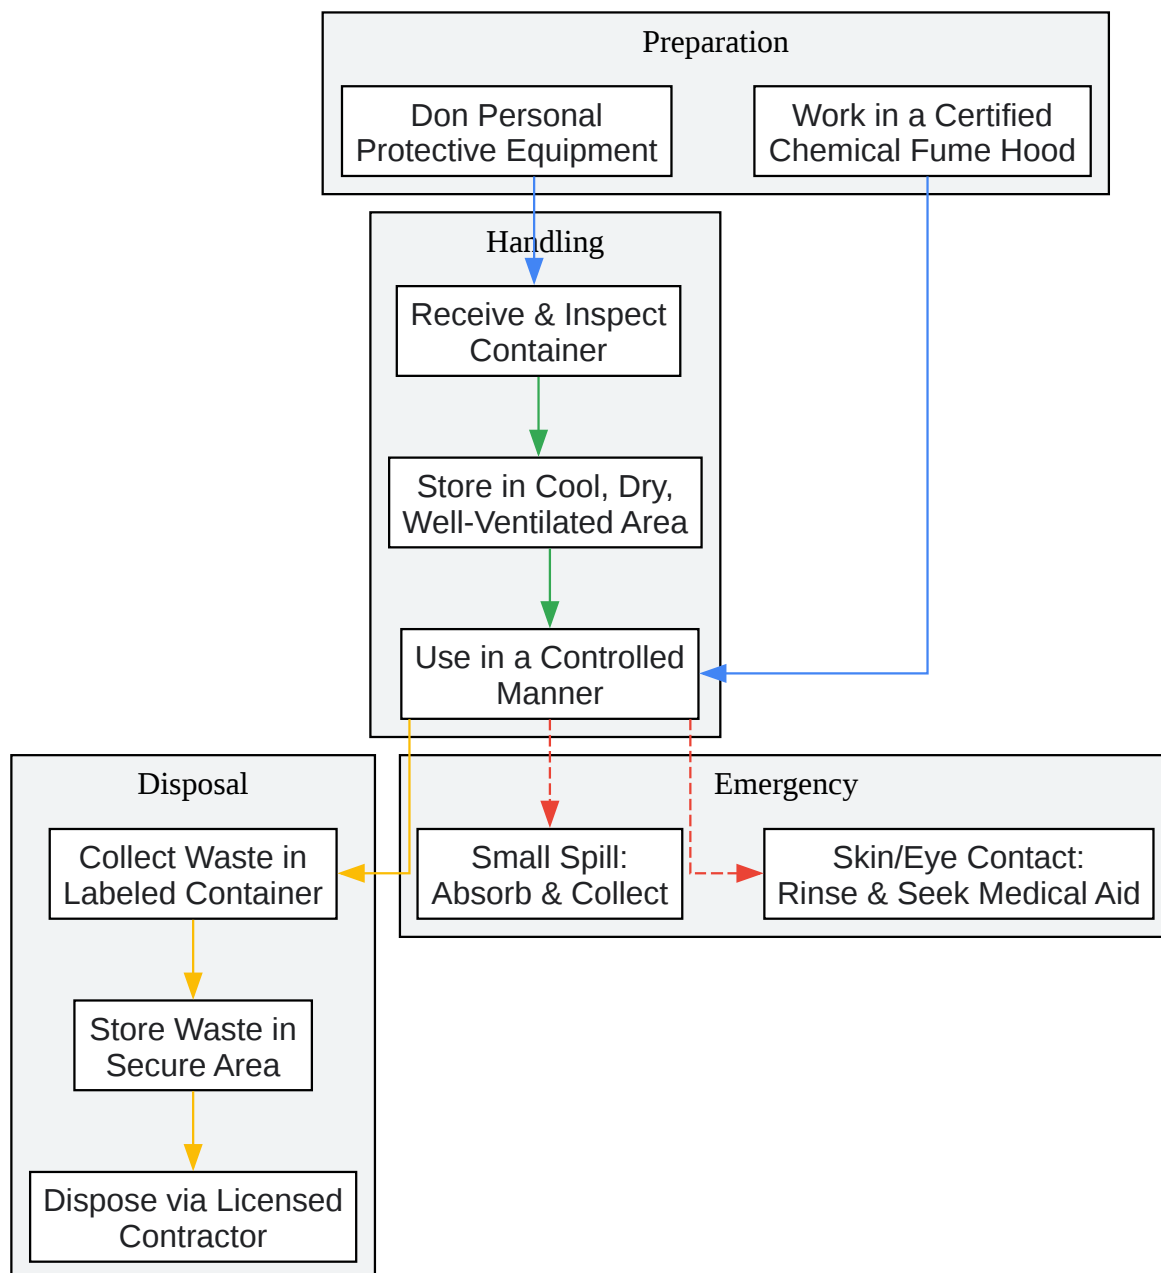 Preparation
Don Personal
Protective Equipment
Work in a Certified
Chemical Fume Hood
Handling
Receive & Inspect
Container
Store in Cool, Dry,
Well-Ventilated Area
Use in a Controlled
Manner
Disposal
Collect Waste in
Labeled Container
Store Waste in
Secure Area
Dispose via Licensed
Contractor
Emergency
Small Spill:
Absorb & Collect
Skin/Eye Contact:
Rinse & Seek Medical Aid